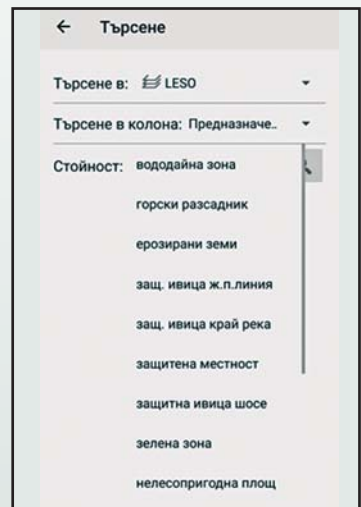 Търсене
Търсене в: LESO
Търсене в колона: Предназначе..
Стойност: вододайна зона
горски разсадник
ерозирани земи
защ. ивица ж.п.линия
защ. ивица край река
защитена местност
защитна ивица шосе
зелена зона
нелесопригодна площ